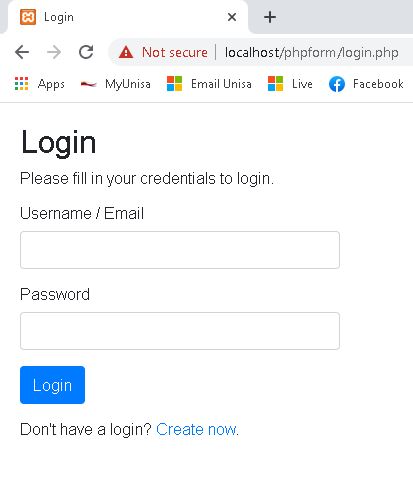 Login
Not secure | localhost/phpform/login.php
Apps MyUnisa Email Unisa Live Facebook
Login
Please fill in your credentials to login.
Username / Email
Password
Login
Don't have a login? Create now.